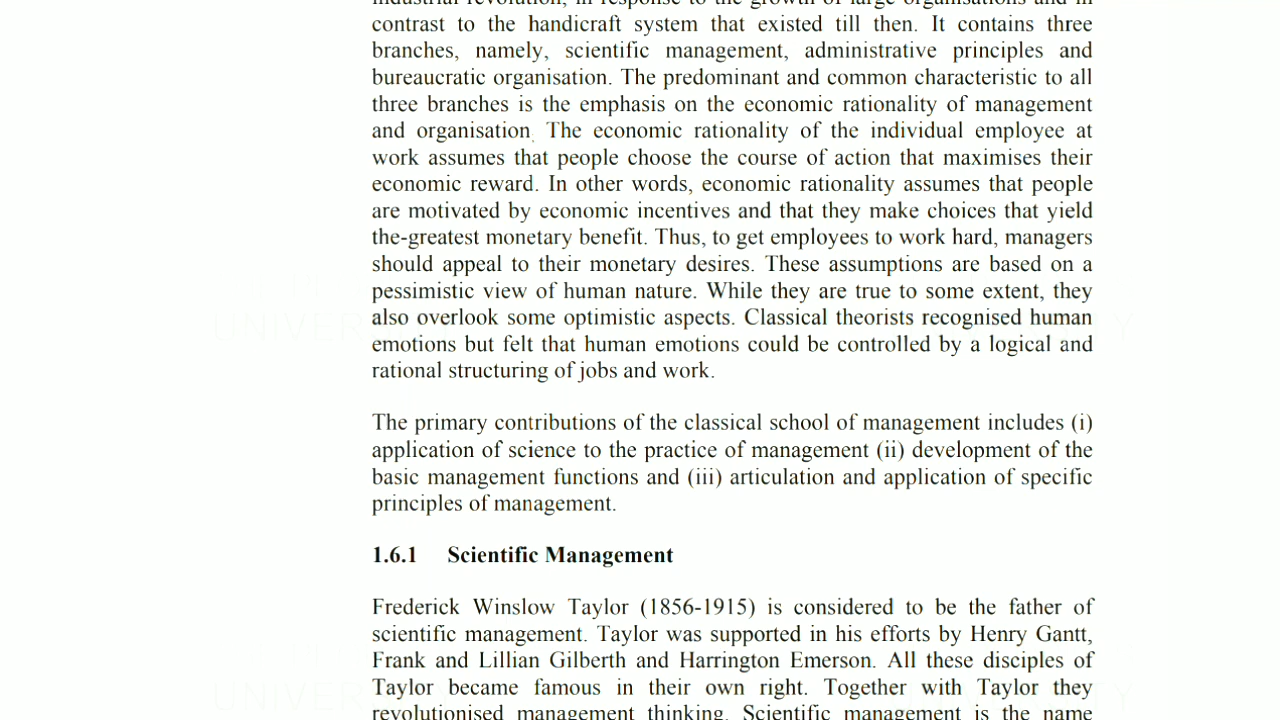 industrial revolution, in response to the growth of large organisations and in
contrast to the handicraft system that existed till then. It contains three
branches, namely, scientific management, administrative principles and
bureaucratic organisation. The predominant and common characteristic to all
three branches is the emphasis on the economic rationality of management
and organisation. The economic rationality of the individual employee at
work assumes that people choose the course of action that maximises their
economic reward. In other words, economic rationality assumes that people
are motivated by economic incentives and that they make choices that yield
the-greatest monetary benefit. Thus, to get employees to work hard, managers
should appeal to their monetary desires. These assumptions are based on a
pessimistic view of human nature. While they are true to some extent, they
also overlook some optimistic aspects. Classical theorists recognised human
emotions but felt that human emotions could be controlled by a logical and
rational structuring of jobs and work.
The primary contributions of the classical school of management includes (i)
application of science to the practice of management (ii) development of the
basic management functions and (iii) articulation and application of specific
principles of management.
1.6.1 Scientific Management
Frederick Winslow Taylor (1856-1915) is considered to be the father of
scientific management. Taylor was supported in his efforts by Henry Gantt,
Frank and Lillian Gilberth and Harrington Emerson. All these disciples of
Taylor became famous in their own right. Together with Taylor they
revolutionised management thinking. Scientific management is the name